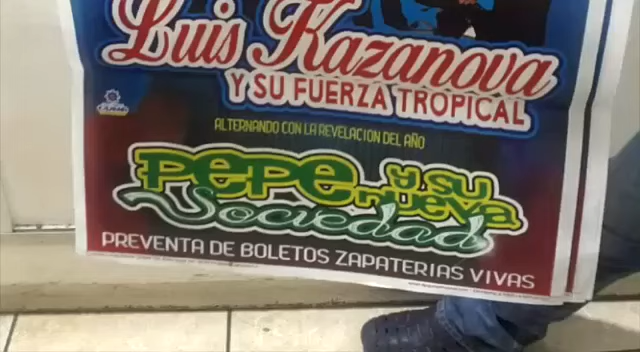 Luis Kazanova
Y SU FUERZA TROPICAL
ALTERNANDO CON LA REVELACION DEL AÑO
PEPE Y SU
nueva
Sociedad
PREVENTA DE BOLETOS ZAPATERIAS VIVAS